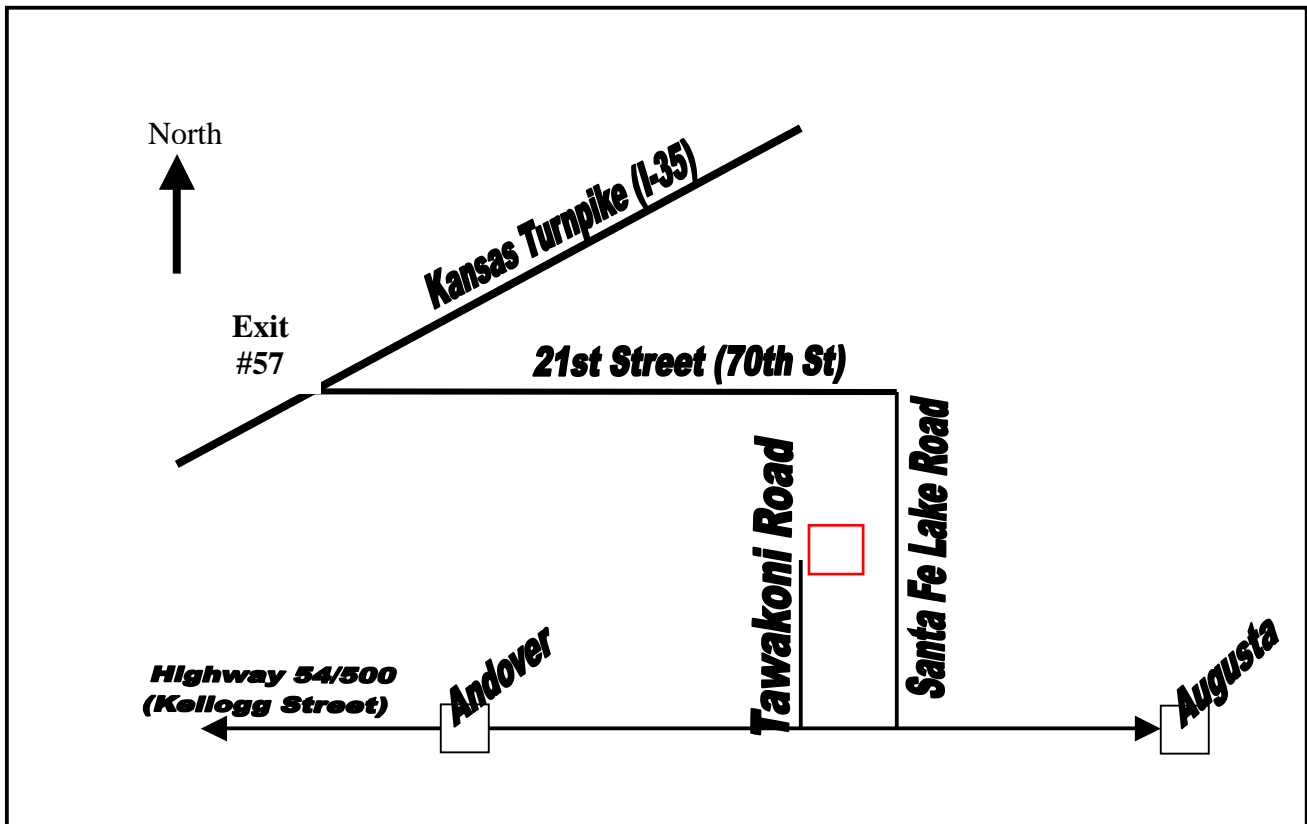 North
Kansas Turnpike (I-35)
Exit
#57
21st Street (70th St)
Tawakoni Road
Santa Fe Lake Road
Highway 54/500
(Kellogg Street)
Andover
Augusta